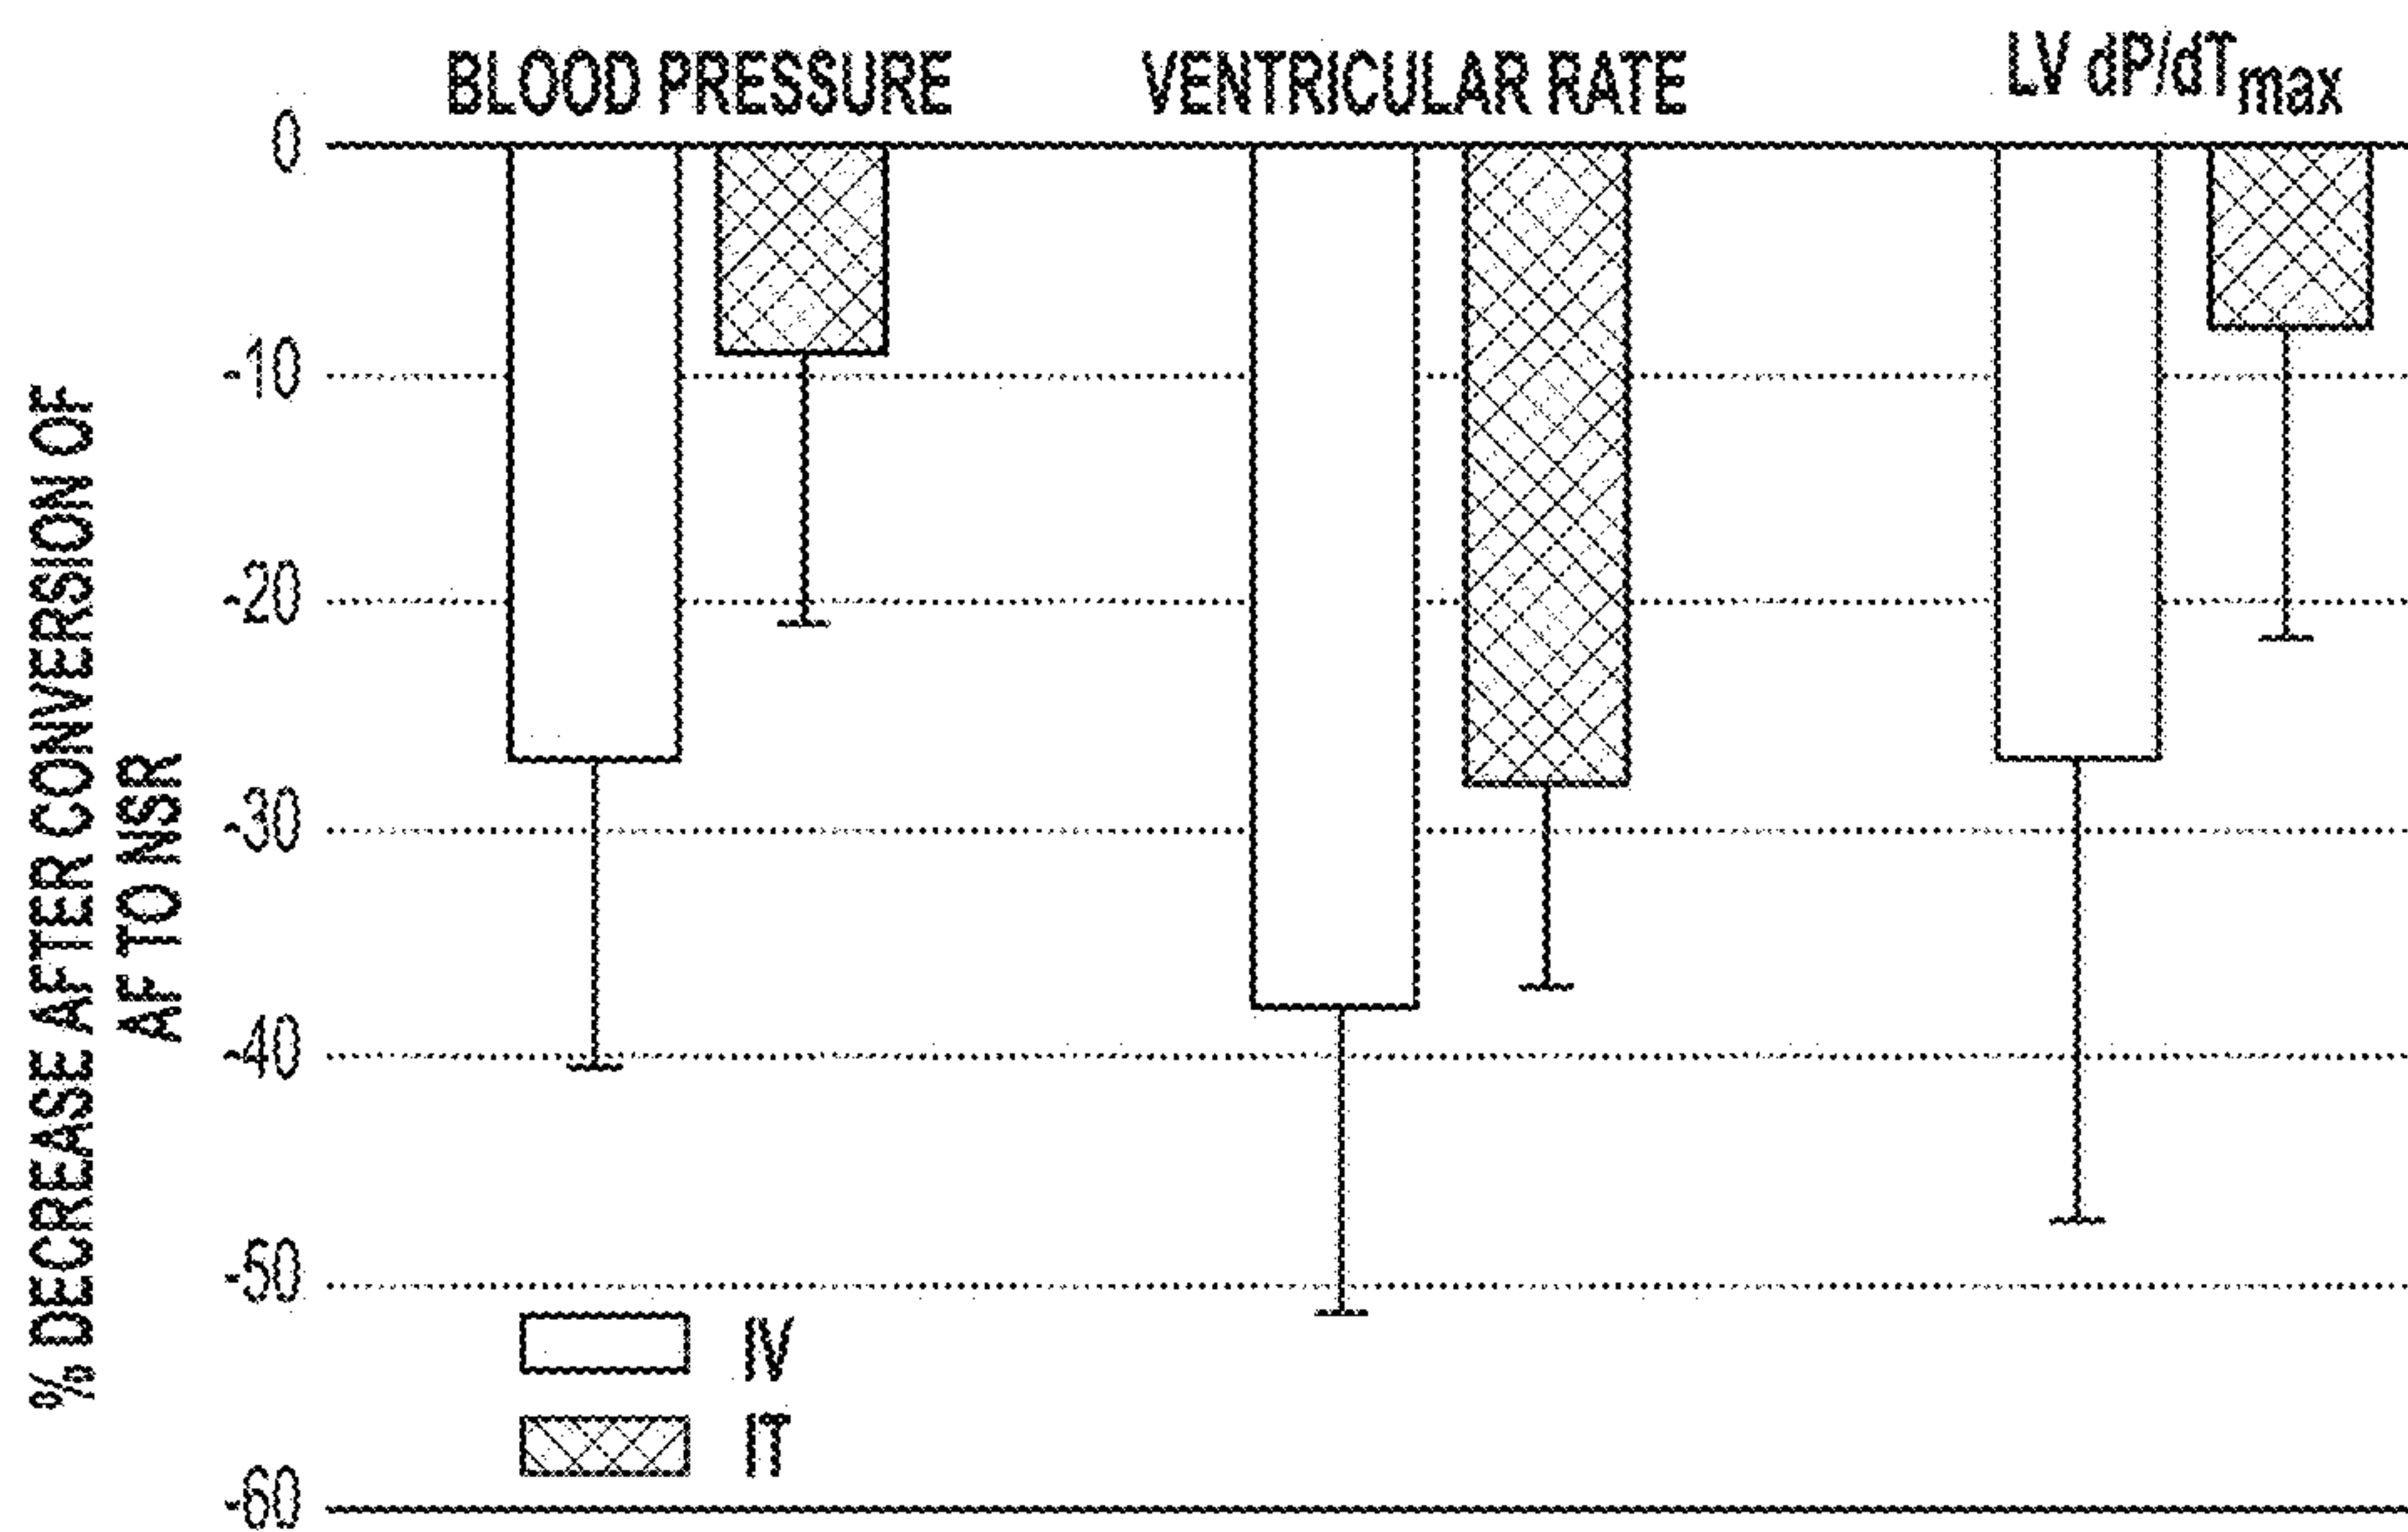 BLOOD PRESSURE
VENTRICULAR RATE
LV dP/dTmax
0
-10
-20
-30
-40
-50
-60
% DECREASE AFTER CONVERSION OF
AF TO NSR
IV
IT